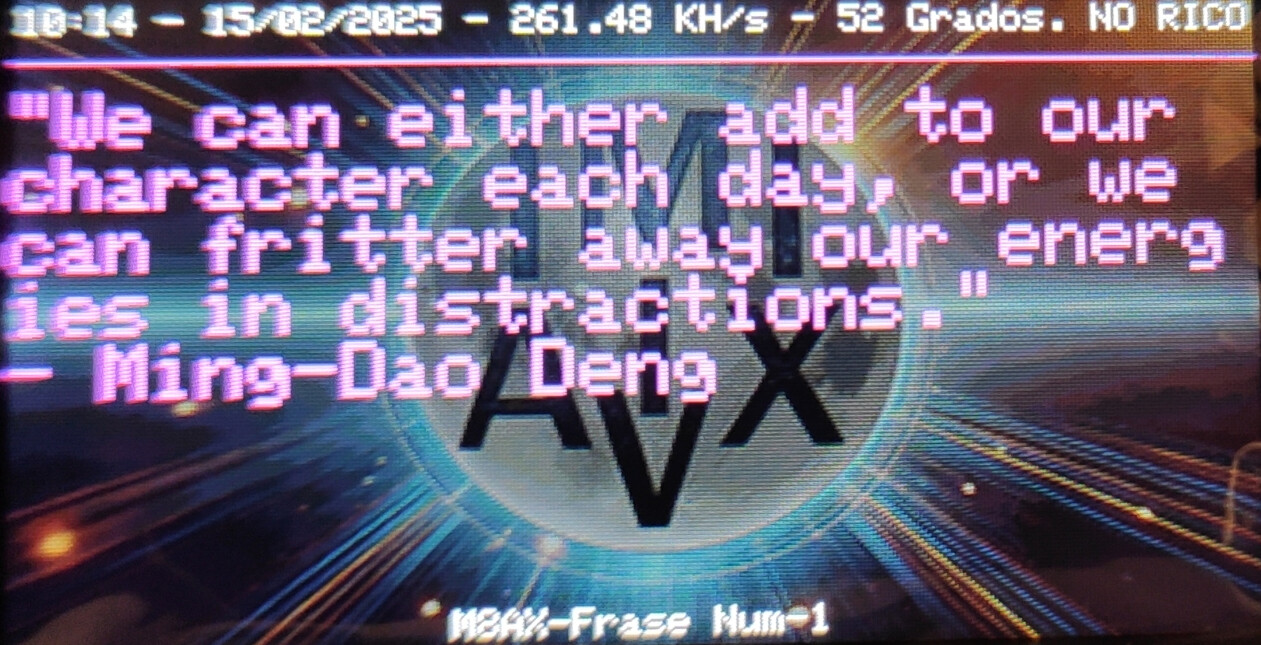 10:14 - 15/02/2025 - 261.48 KH/s - 52 Grados. NO RICO
"We can either add to our
character each day, or we
can fritter away our energ
ies in distractions."
- Ming-Dao Deng
M
A V X
M8AX-Frase Num-1